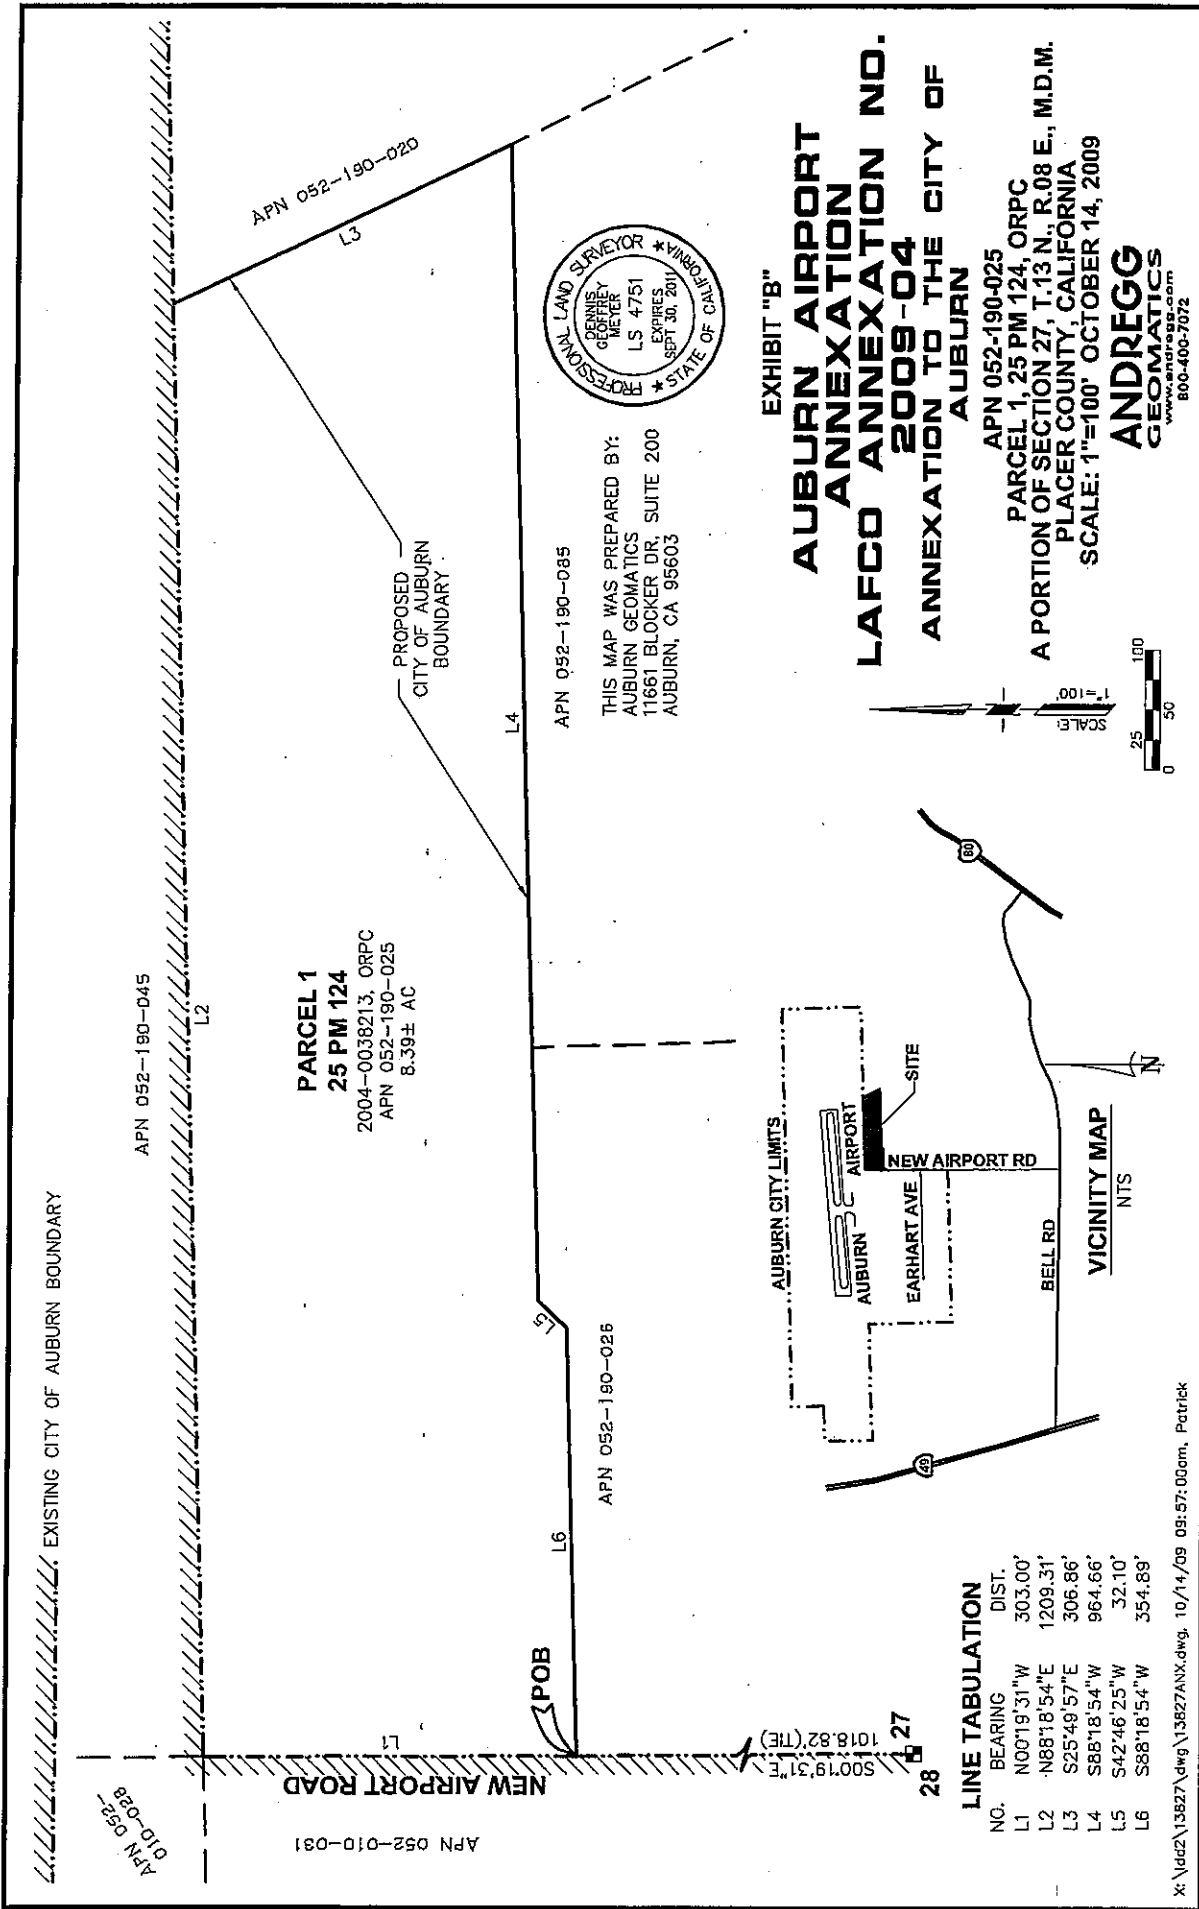 EXISTING CITY OF AUBURN BOUNDARY
APN 052-
010-028
APN 052-190-045
L2
APN 052-190-020
L3
PARCEL 1
25 PM 124
2004-0038213, ORPC
APN 052-190-025
8.39± AC
PROPOSED
CITY OF AUBURN
BOUNDARY
L1
NEW AIRPORT ROAD
APN 052-010-031
POB
L6
L5
L4
APN 052-190-026
APN 052-190-085
S00°19'31"E
1018.82'(TIE)
28
27
THIS MAP WAS PREPARED BY:
AUBURN GEOMATICS
11661 BLOCKER DR, SUITE 200
AUBURN, CA 95603
PROFESSIONAL LAND SURVEYOR
DENNIS
GEOFFREY
MEYER
LS 4751
EXPIRES
SEPT 30, 2011
STATE OF CALIFORNIA
LINE TABULATION
NO. BEARING DIST.
L1 N00°19'31"W 303.00'
L2 N88°18'54"E 1209.31'
L3 S25°49'57"E 306.86'
L4 S88°18'54"W 964.66'
L5 S42°46'25"W 32.10'
L6 S88°18'54"W 354.89'
AUBURN CITY LIMITS
AUBURN AIRPORT
EARHART AVE
NEW AIRPORT RD
SITE
BELL RD
49
80
N
VICINITY MAP
NTS
SCALE: 1"=100'
0 25 50 100
EXHIBIT "B"
AUBURN AIRPORT
ANNEXATION
LAFCO ANNEXATION NO.
2009-04
ANNEXATION TO THE CITY OF
AUBURN
APN 052-190-025
PARCEL 1, 25 PM 124, ORPC
A PORTION OF SECTION 27, T.13 N., R.08 E., M.D.M.
PLACER COUNTY, CALIFORNIA
SCALE: 1"=100' OCTOBER 14, 2009
ANDREGG
GEOMATICS
www.andregg.com
800-400-7072
X:\ldd2\13827\dwg\13827ANX.dwg, 10/14/09 09:57:00am, Patrick